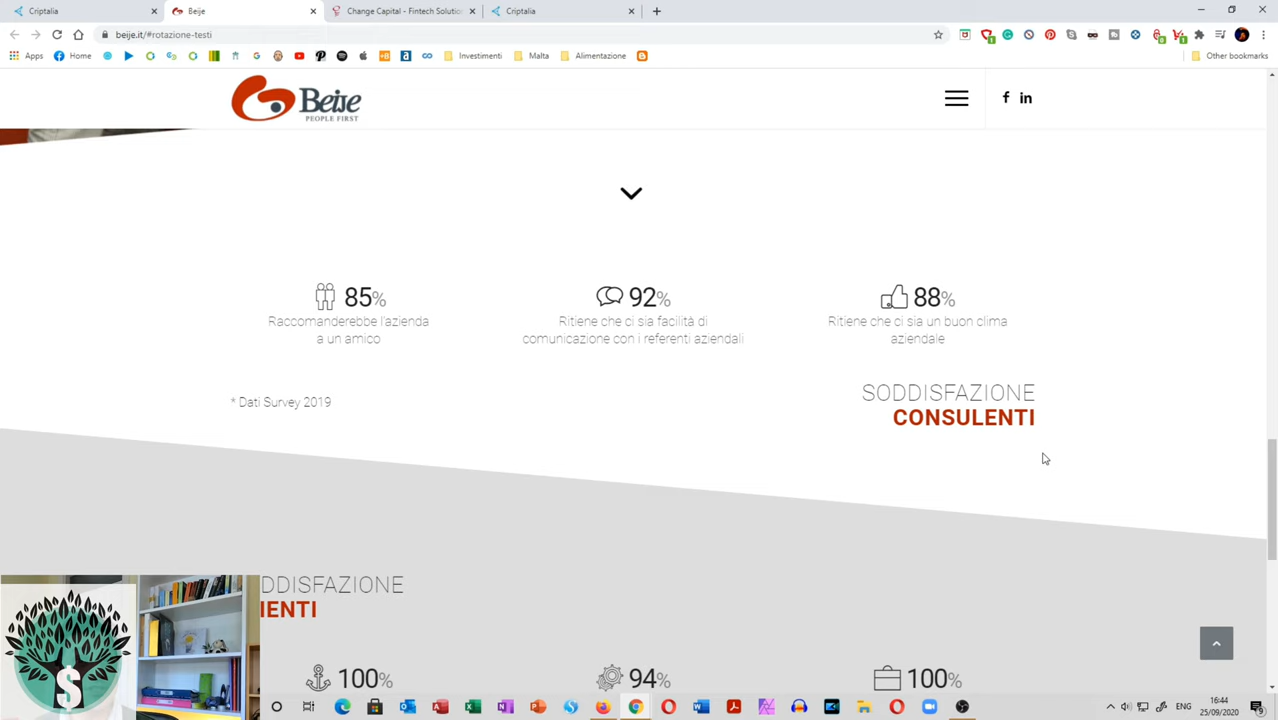 Criptalia
Beije
Change Capital - Fintech Soluti
Criptalia
beije.it/#rotazione-testi
Apps
Home
Investimenti
Malta
Alimentazione
Other bookmarks
Beije
PEOPLE FIRST
85%
Raccomanderebbe l'azienda
a un amico
92%
Ritiene che ci sia facilità di
comunicazione con i referenti aziendali
88%
Ritiene che ci sia un buon clima
aziendale
* Dati Survey 2019
SODDISFAZIONE
CONSULENTI
DDISFAZIONE
IENTI
100%
94%
100%
$
ENG
16:44
25/09/2020